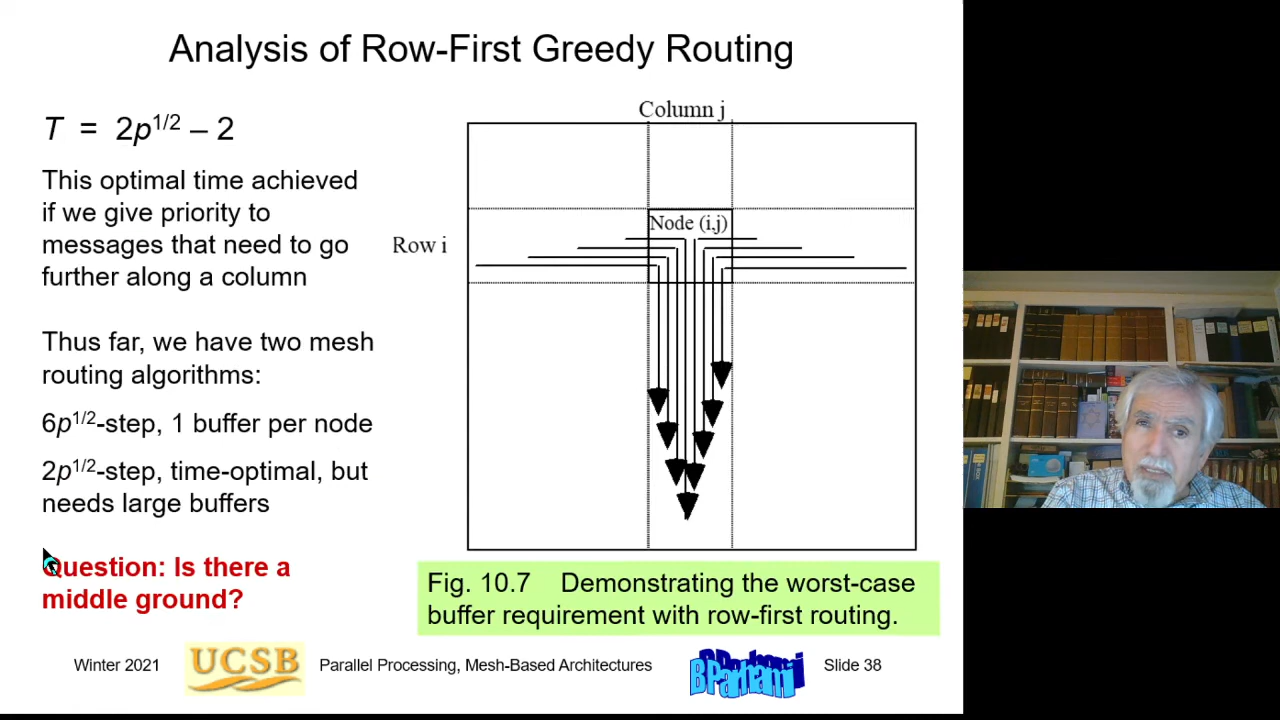 Analysis of Row-First Greedy Routing
T = 2p^1/2 – 2
This optimal time achieved
if we give priority to
messages that need to go
further along a column
Thus far, we have two mesh
routing algorithms:
6p^1/2-step, 1 buffer per node
2p^1/2-step, time-optimal, but
needs large buffers
Question: Is there a
middle ground?
Column j
Row i
Node (i,j)
Fig. 10.7 Demonstrating the worst-case
buffer requirement with row-first routing.
Winter 2021
UCSB
Parallel Processing, Mesh-Based Architectures
B Parhami
Slide 38